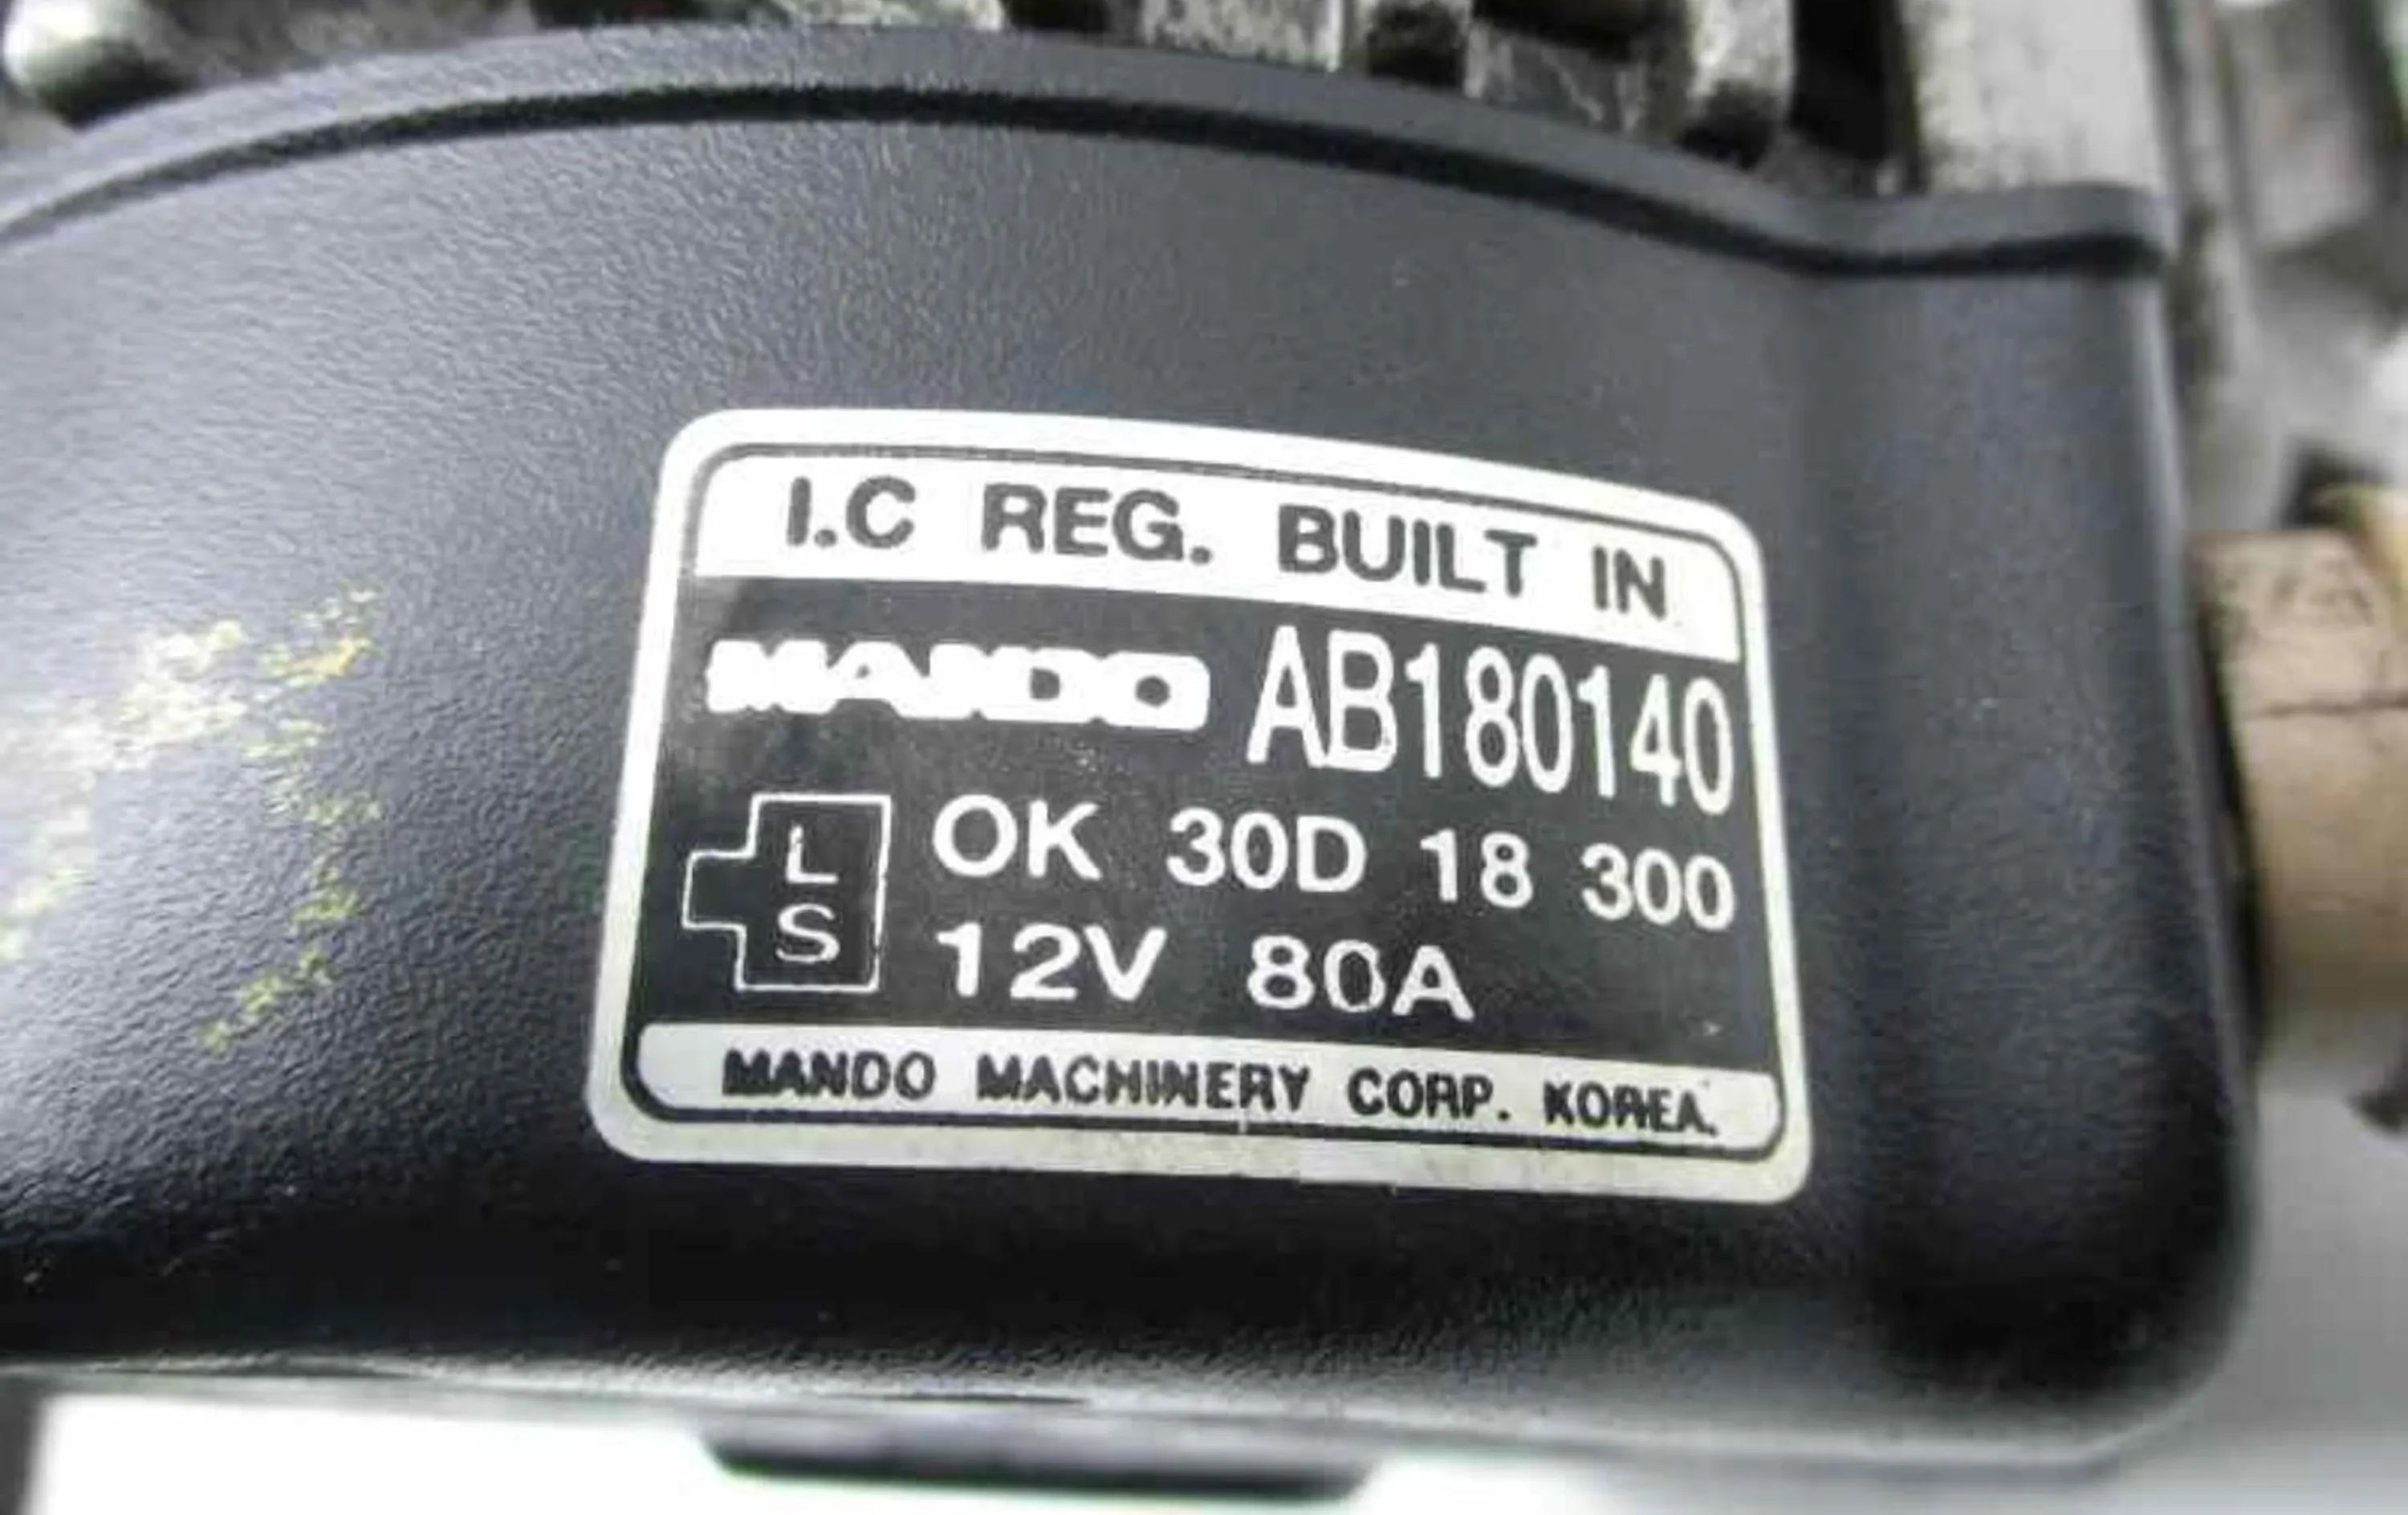 I.C REG. BUILT IN
MANDO AB180140
L
S
OK 30D 18 300
12V 80A
MANDO MACHINERY CORP. KOREA.